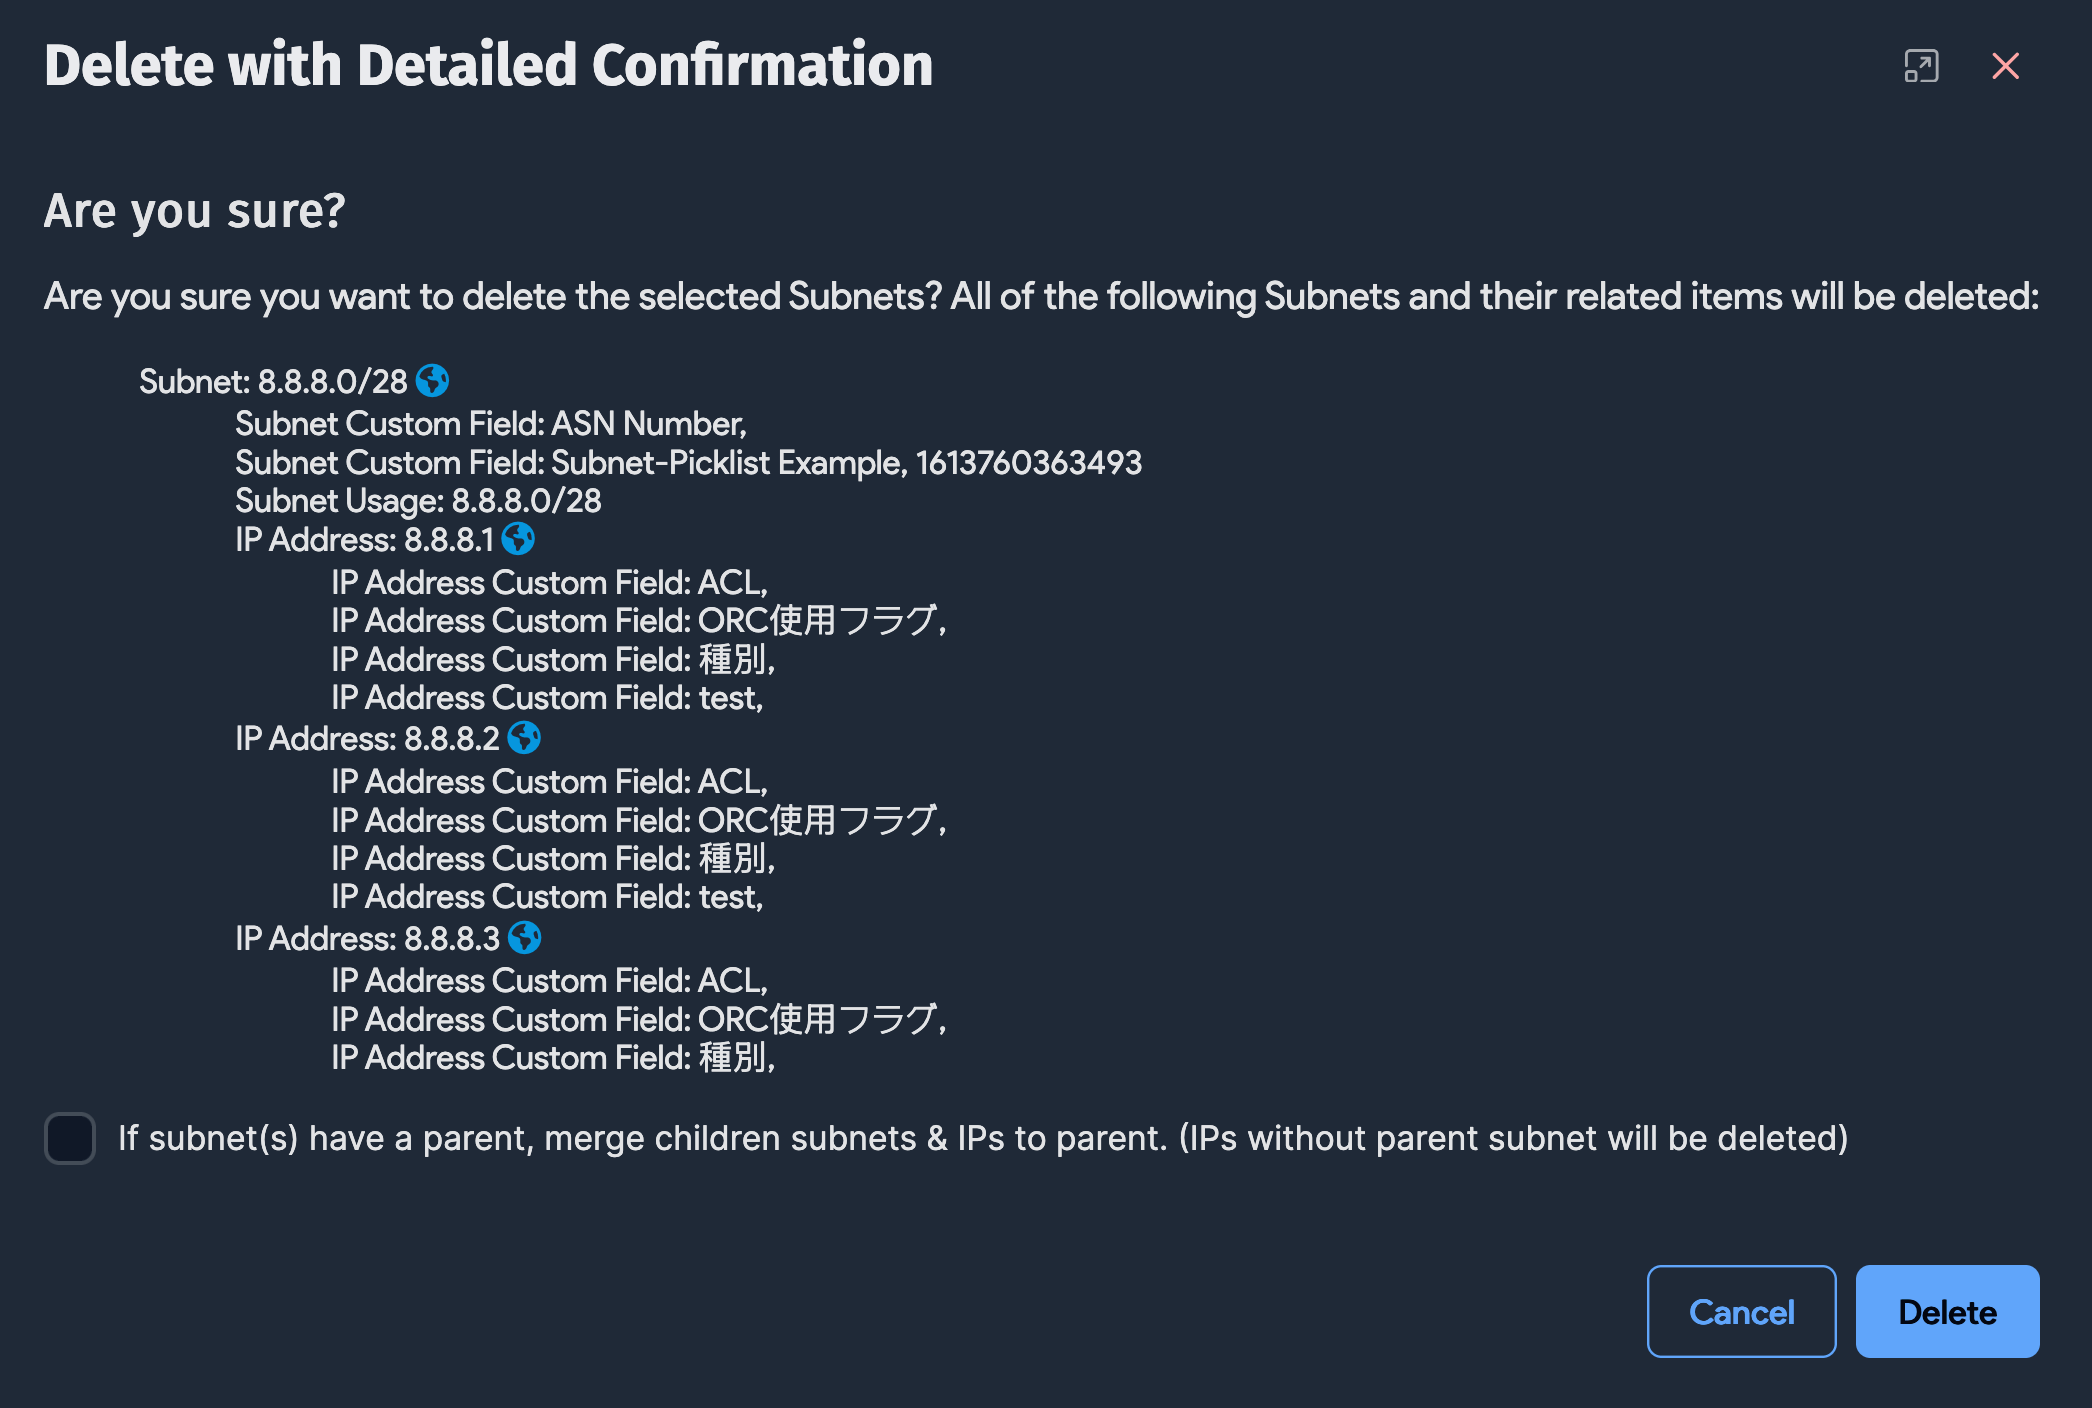 Delete with Detailed Confirmation
Are you sure?
Are you sure you want to delete the selected Subnets? All of the following Subnets and their related items will be deleted:
Subnet: 8.8.8.0/28
Subnet Custom Field: ASN Number,
Subnet Custom Field: Subnet-Picklist Example, 1613760363493
Subnet Usage: 8.8.8.0/28
IP Address: 8.8.8.1
IP Address Custom Field: ACL,
IP Address Custom Field: ORC使用フラグ,
IP Address Custom Field: 種別,
IP Address Custom Field: test,
IP Address: 8.8.8.2
IP Address Custom Field: ACL,
IP Address Custom Field: ORC使用フラグ,
IP Address Custom Field: 種別,
IP Address Custom Field: test,
IP Address: 8.8.8.3
IP Address Custom Field: ACL,
IP Address Custom Field: ORC使用フラグ,
IP Address Custom Field: 種別,
If subnet(s) have a parent, merge children subnets & IPs to parent. (IPs without parent subnet will be deleted)
Cancel Delete